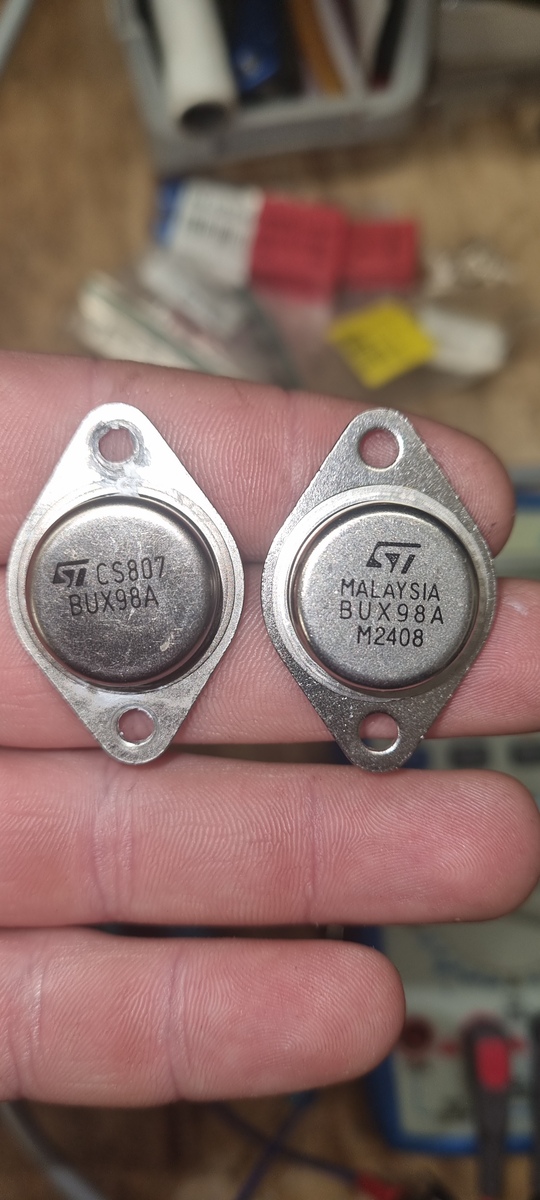 ST CS807
BUX98A
ST
MALAYSIA
BUX98A
M2408